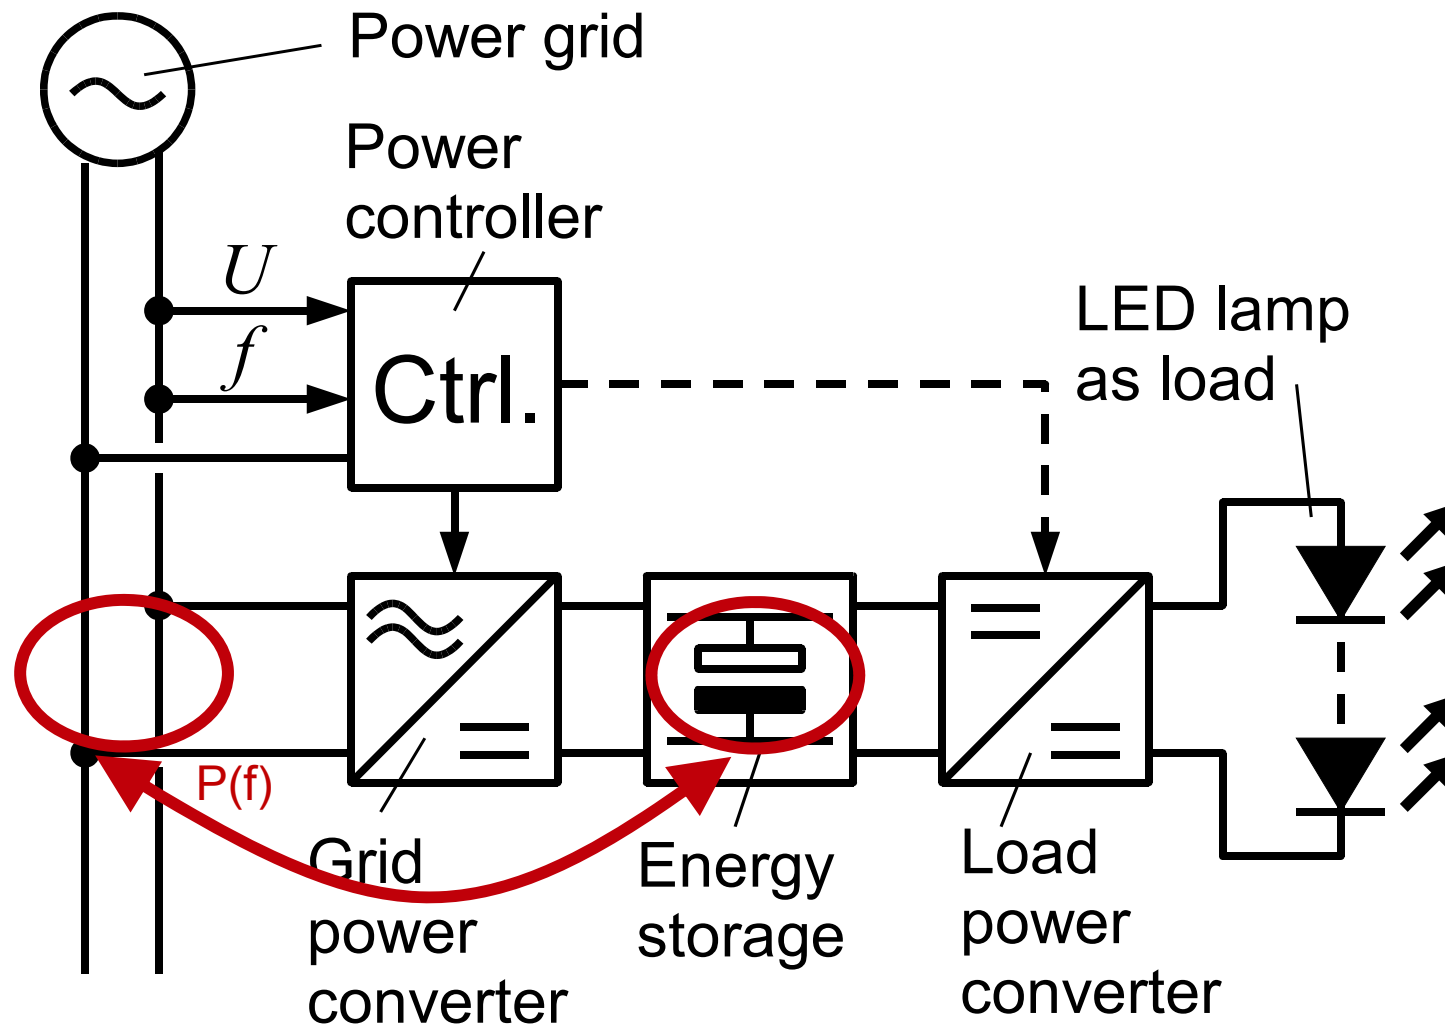 Power grid
Power
controller
U
f
Ctrl.
LED lamp
as load
P(f)
Grid
power
converter
Energy
storage
Load
power
converter